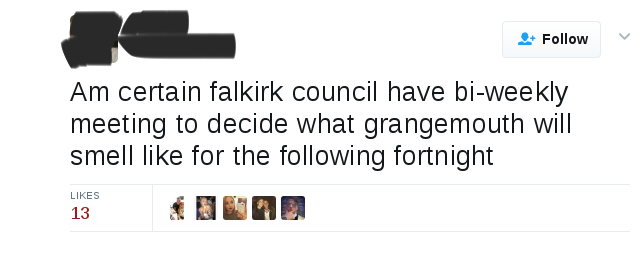 Follow
Am certain falkirk council have bi-weekly
meeting to decide what grangemouth will
smell like for the following fortnight
LIKES
13